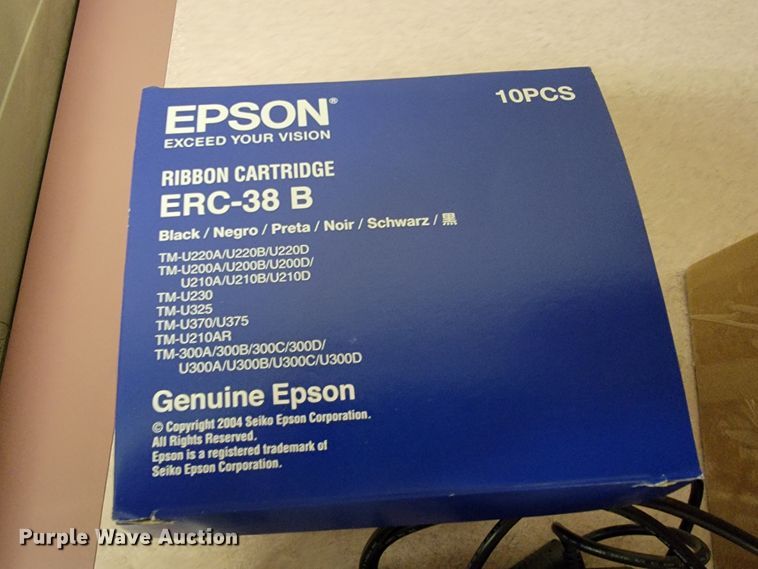 EPSON®
EXCEED YOUR VISION
10PCS
RIBBON CARTRIDGE
ERC-38 B
Black / Negro / Preta / Noir / Schwarz / 黒
TM-U220A/U220B/U220D
TM-U200A/U200B/U200D/
U210A/U210B/U210D
TM-U230
TM-U325
TM-U370/U375
TM-U210AR
TM-300A/300B/300C/300D/
U300A/U300B/U300C/U300D
Genuine Epson
© Copyright 2004 Seiko Epson Corporation.
All Rights Reserved.
Epson is a registered trademark of
Seiko Epson Corporation.
Purple Wave Auction